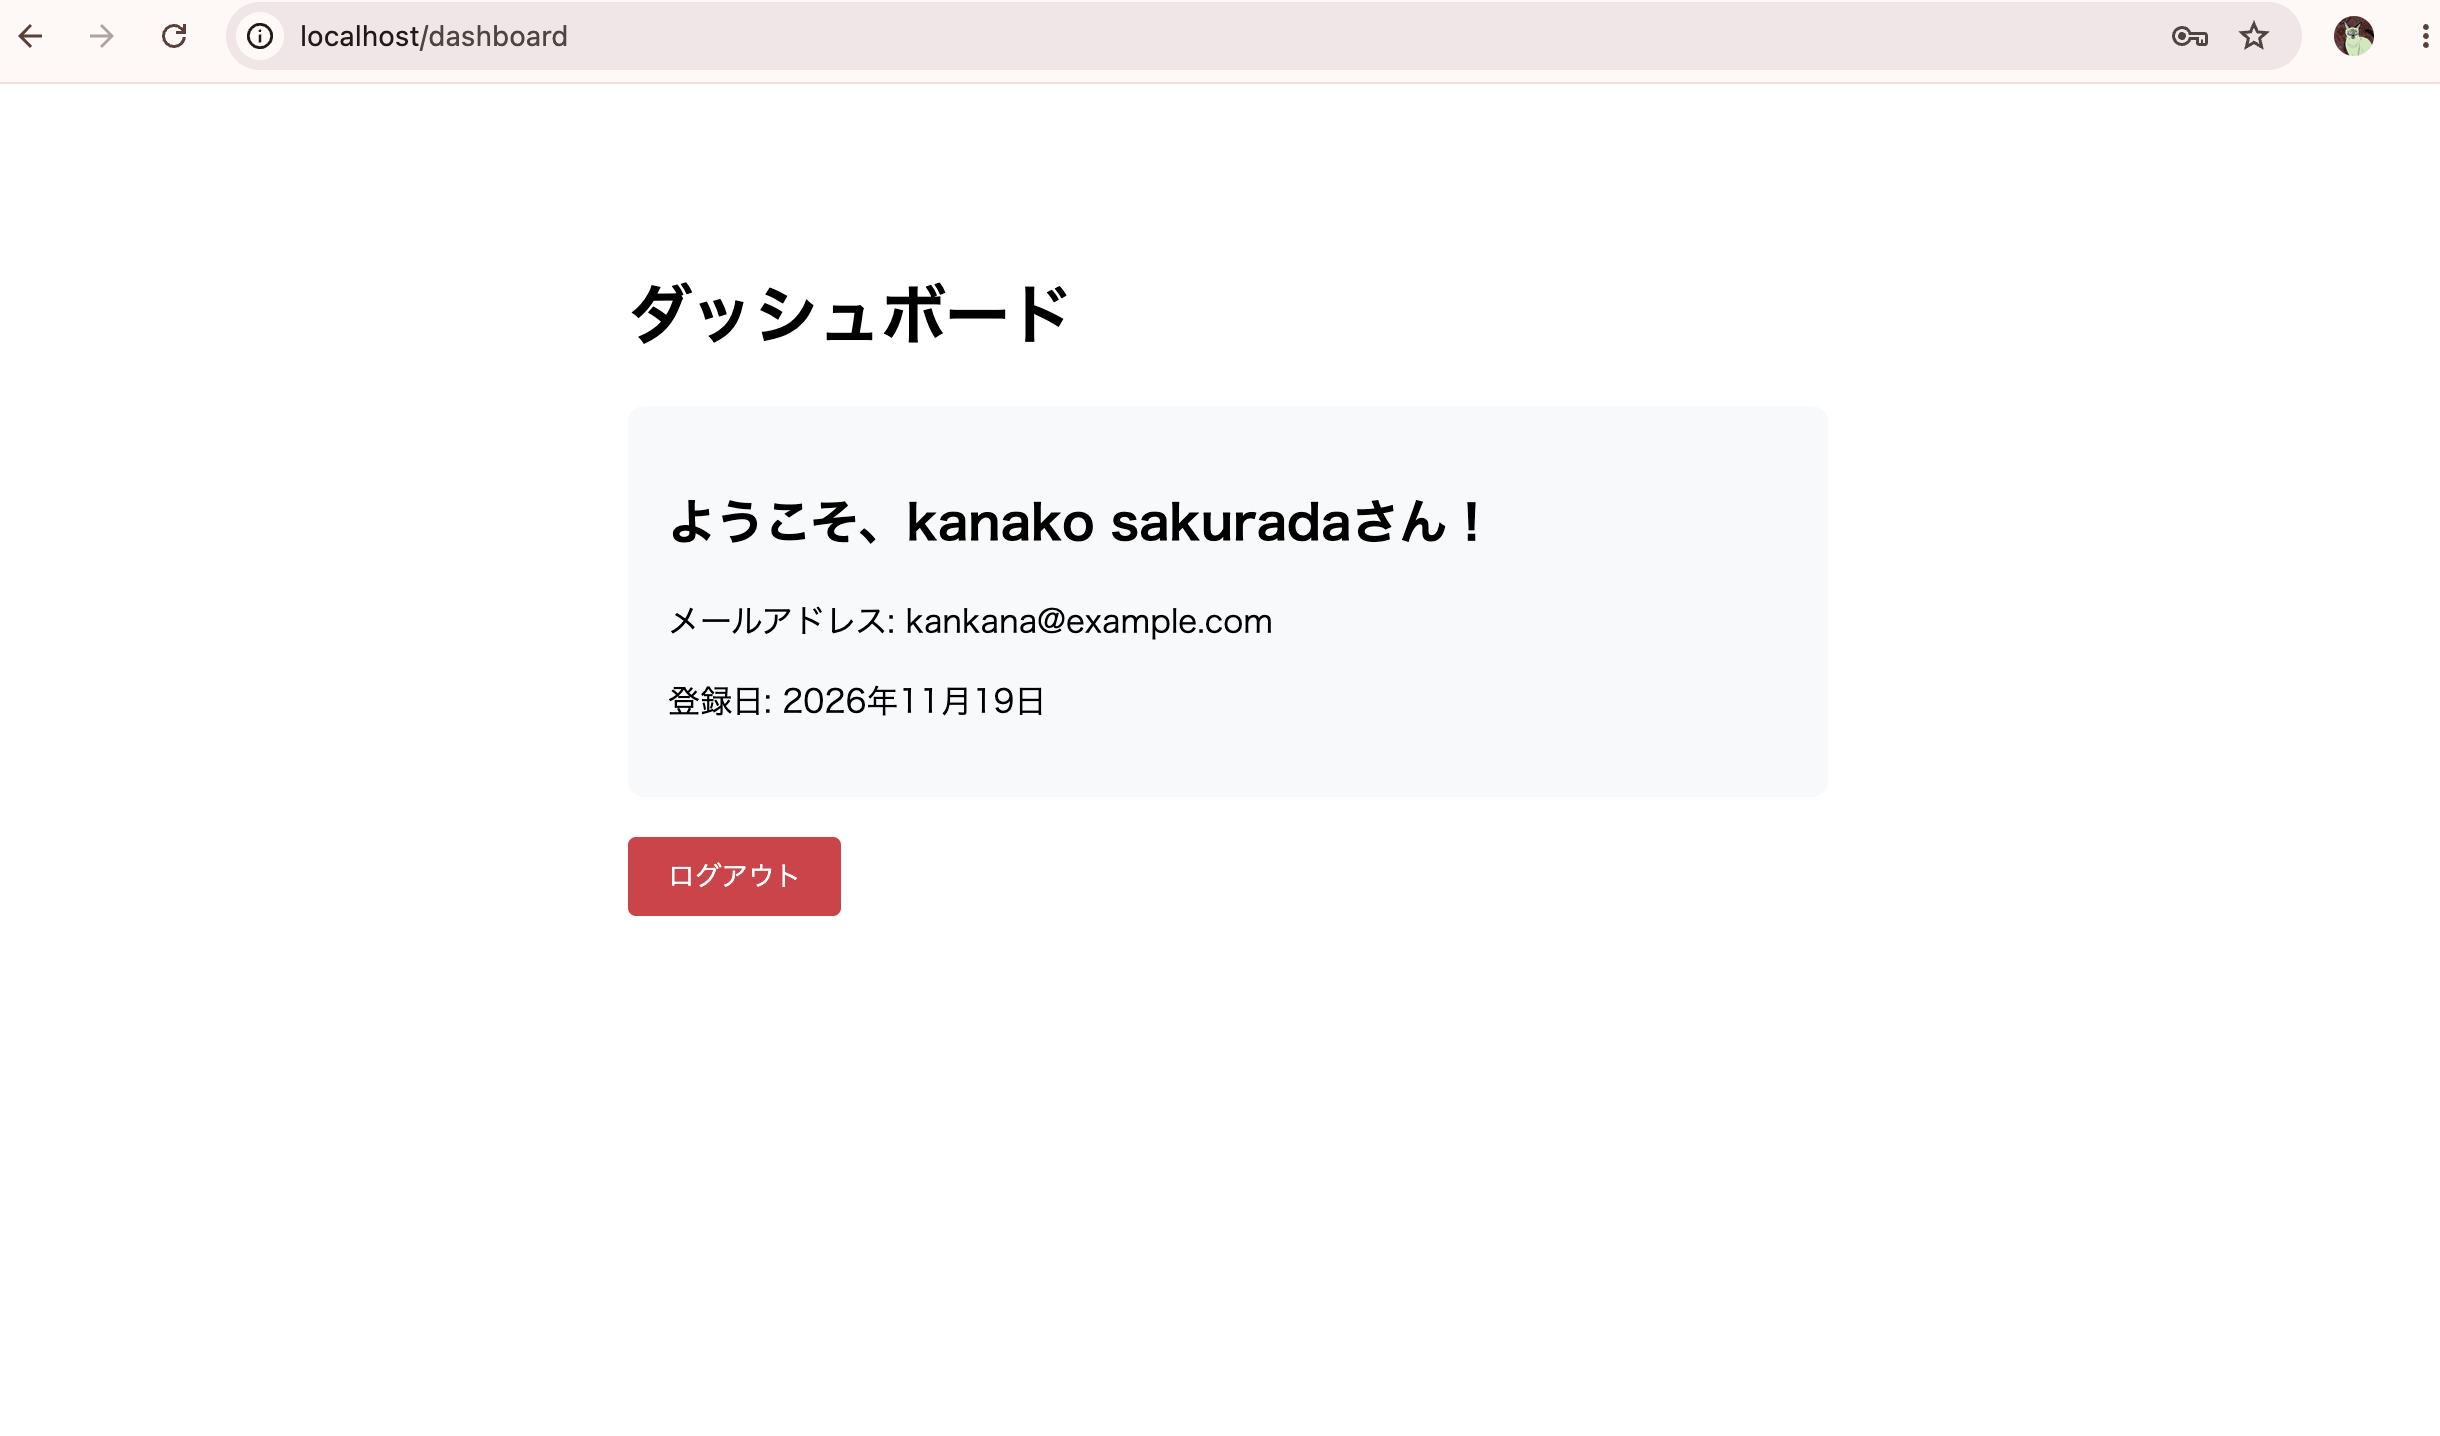 localhost/dashboard
ダッシュボード
ようこそ、kanako sakuradaさん！
メールアドレス: kankana@example.com
登録日: 2026年11月19日
ログアウト